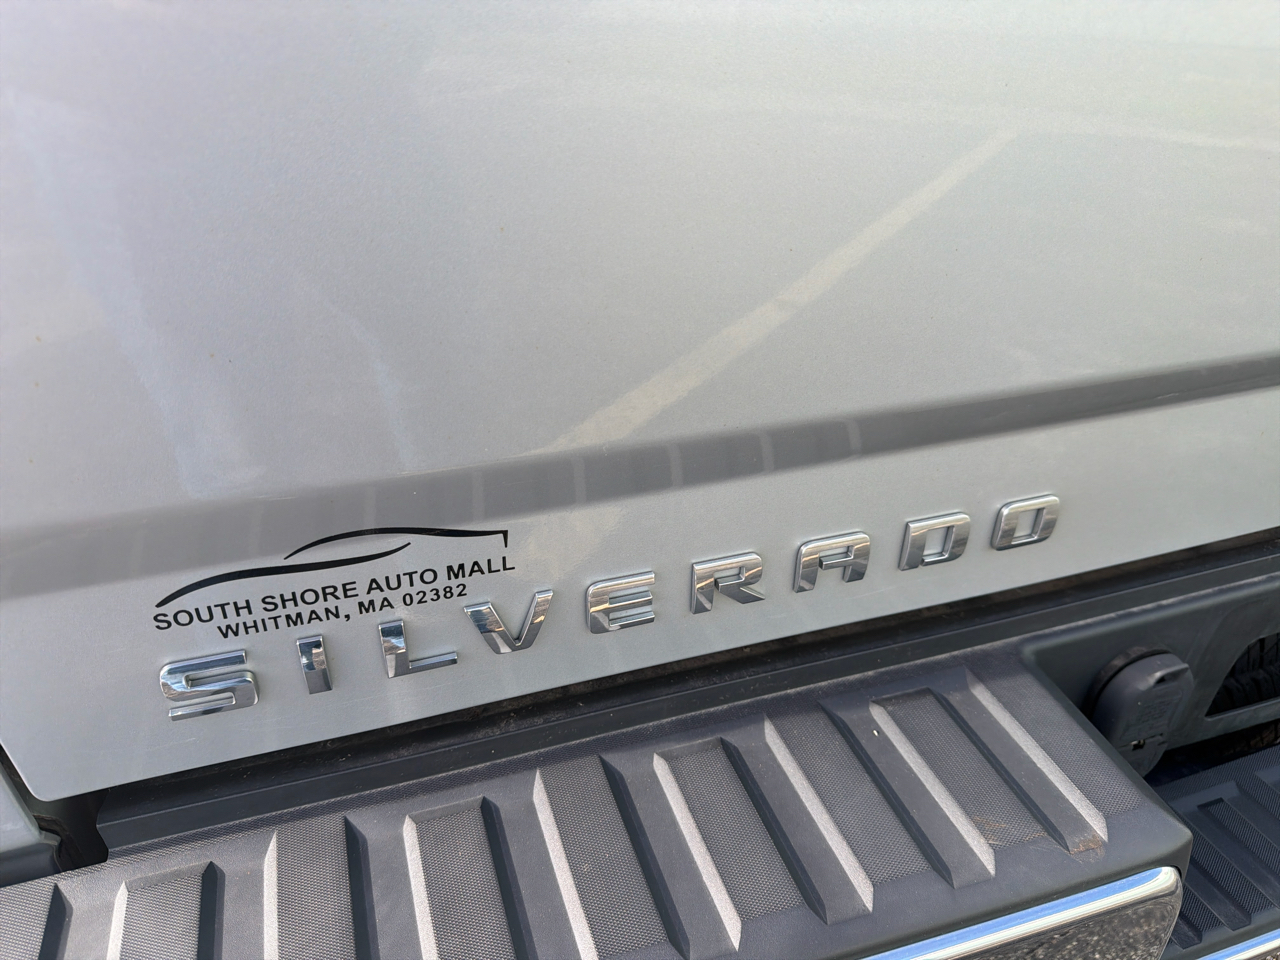 SOUTH SHORE AUTO MALL
WHITMAN, MA 02382
SILVERADO